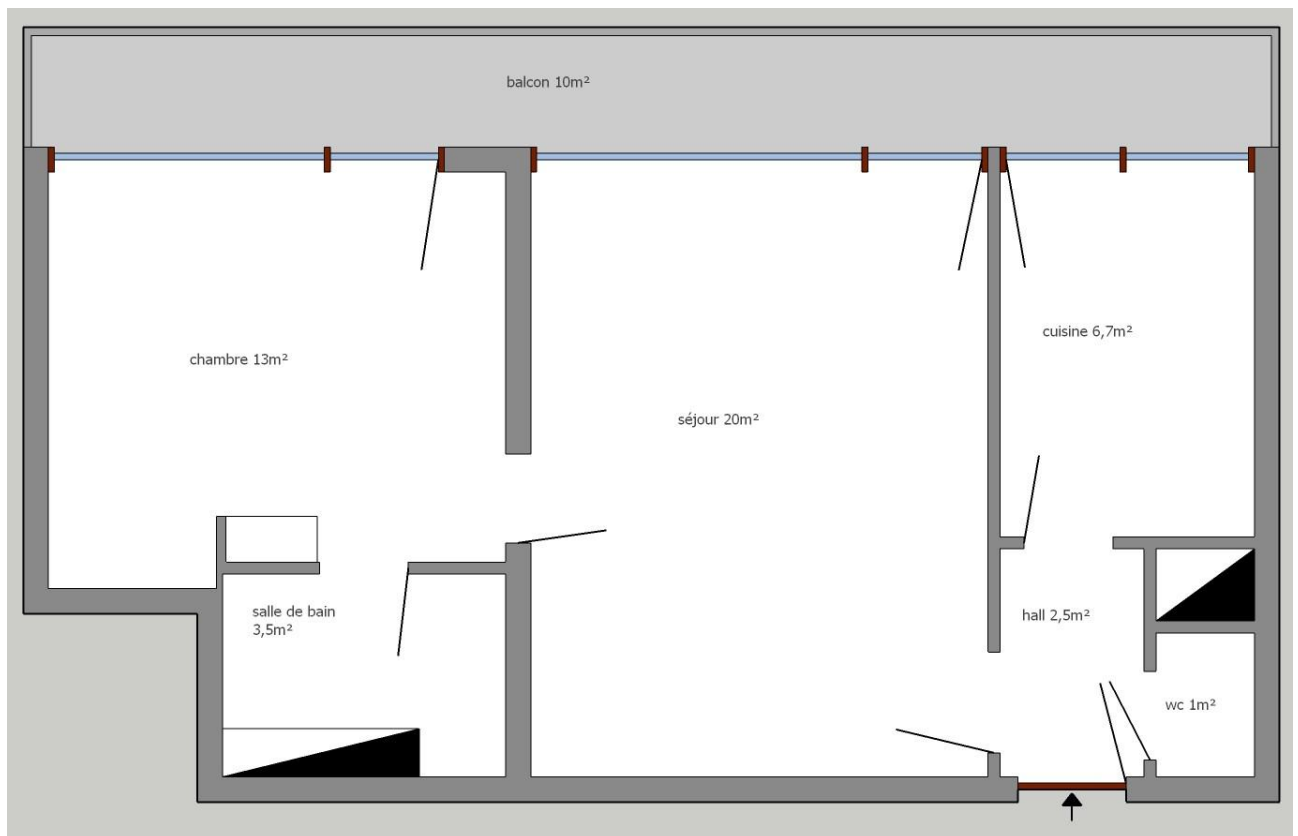 balcon 10m²
chambre 13m²
séjour 20m²
cuisine 6,7m²
salle de bain
3,5m²
hall 2,5m²
wc 1m²